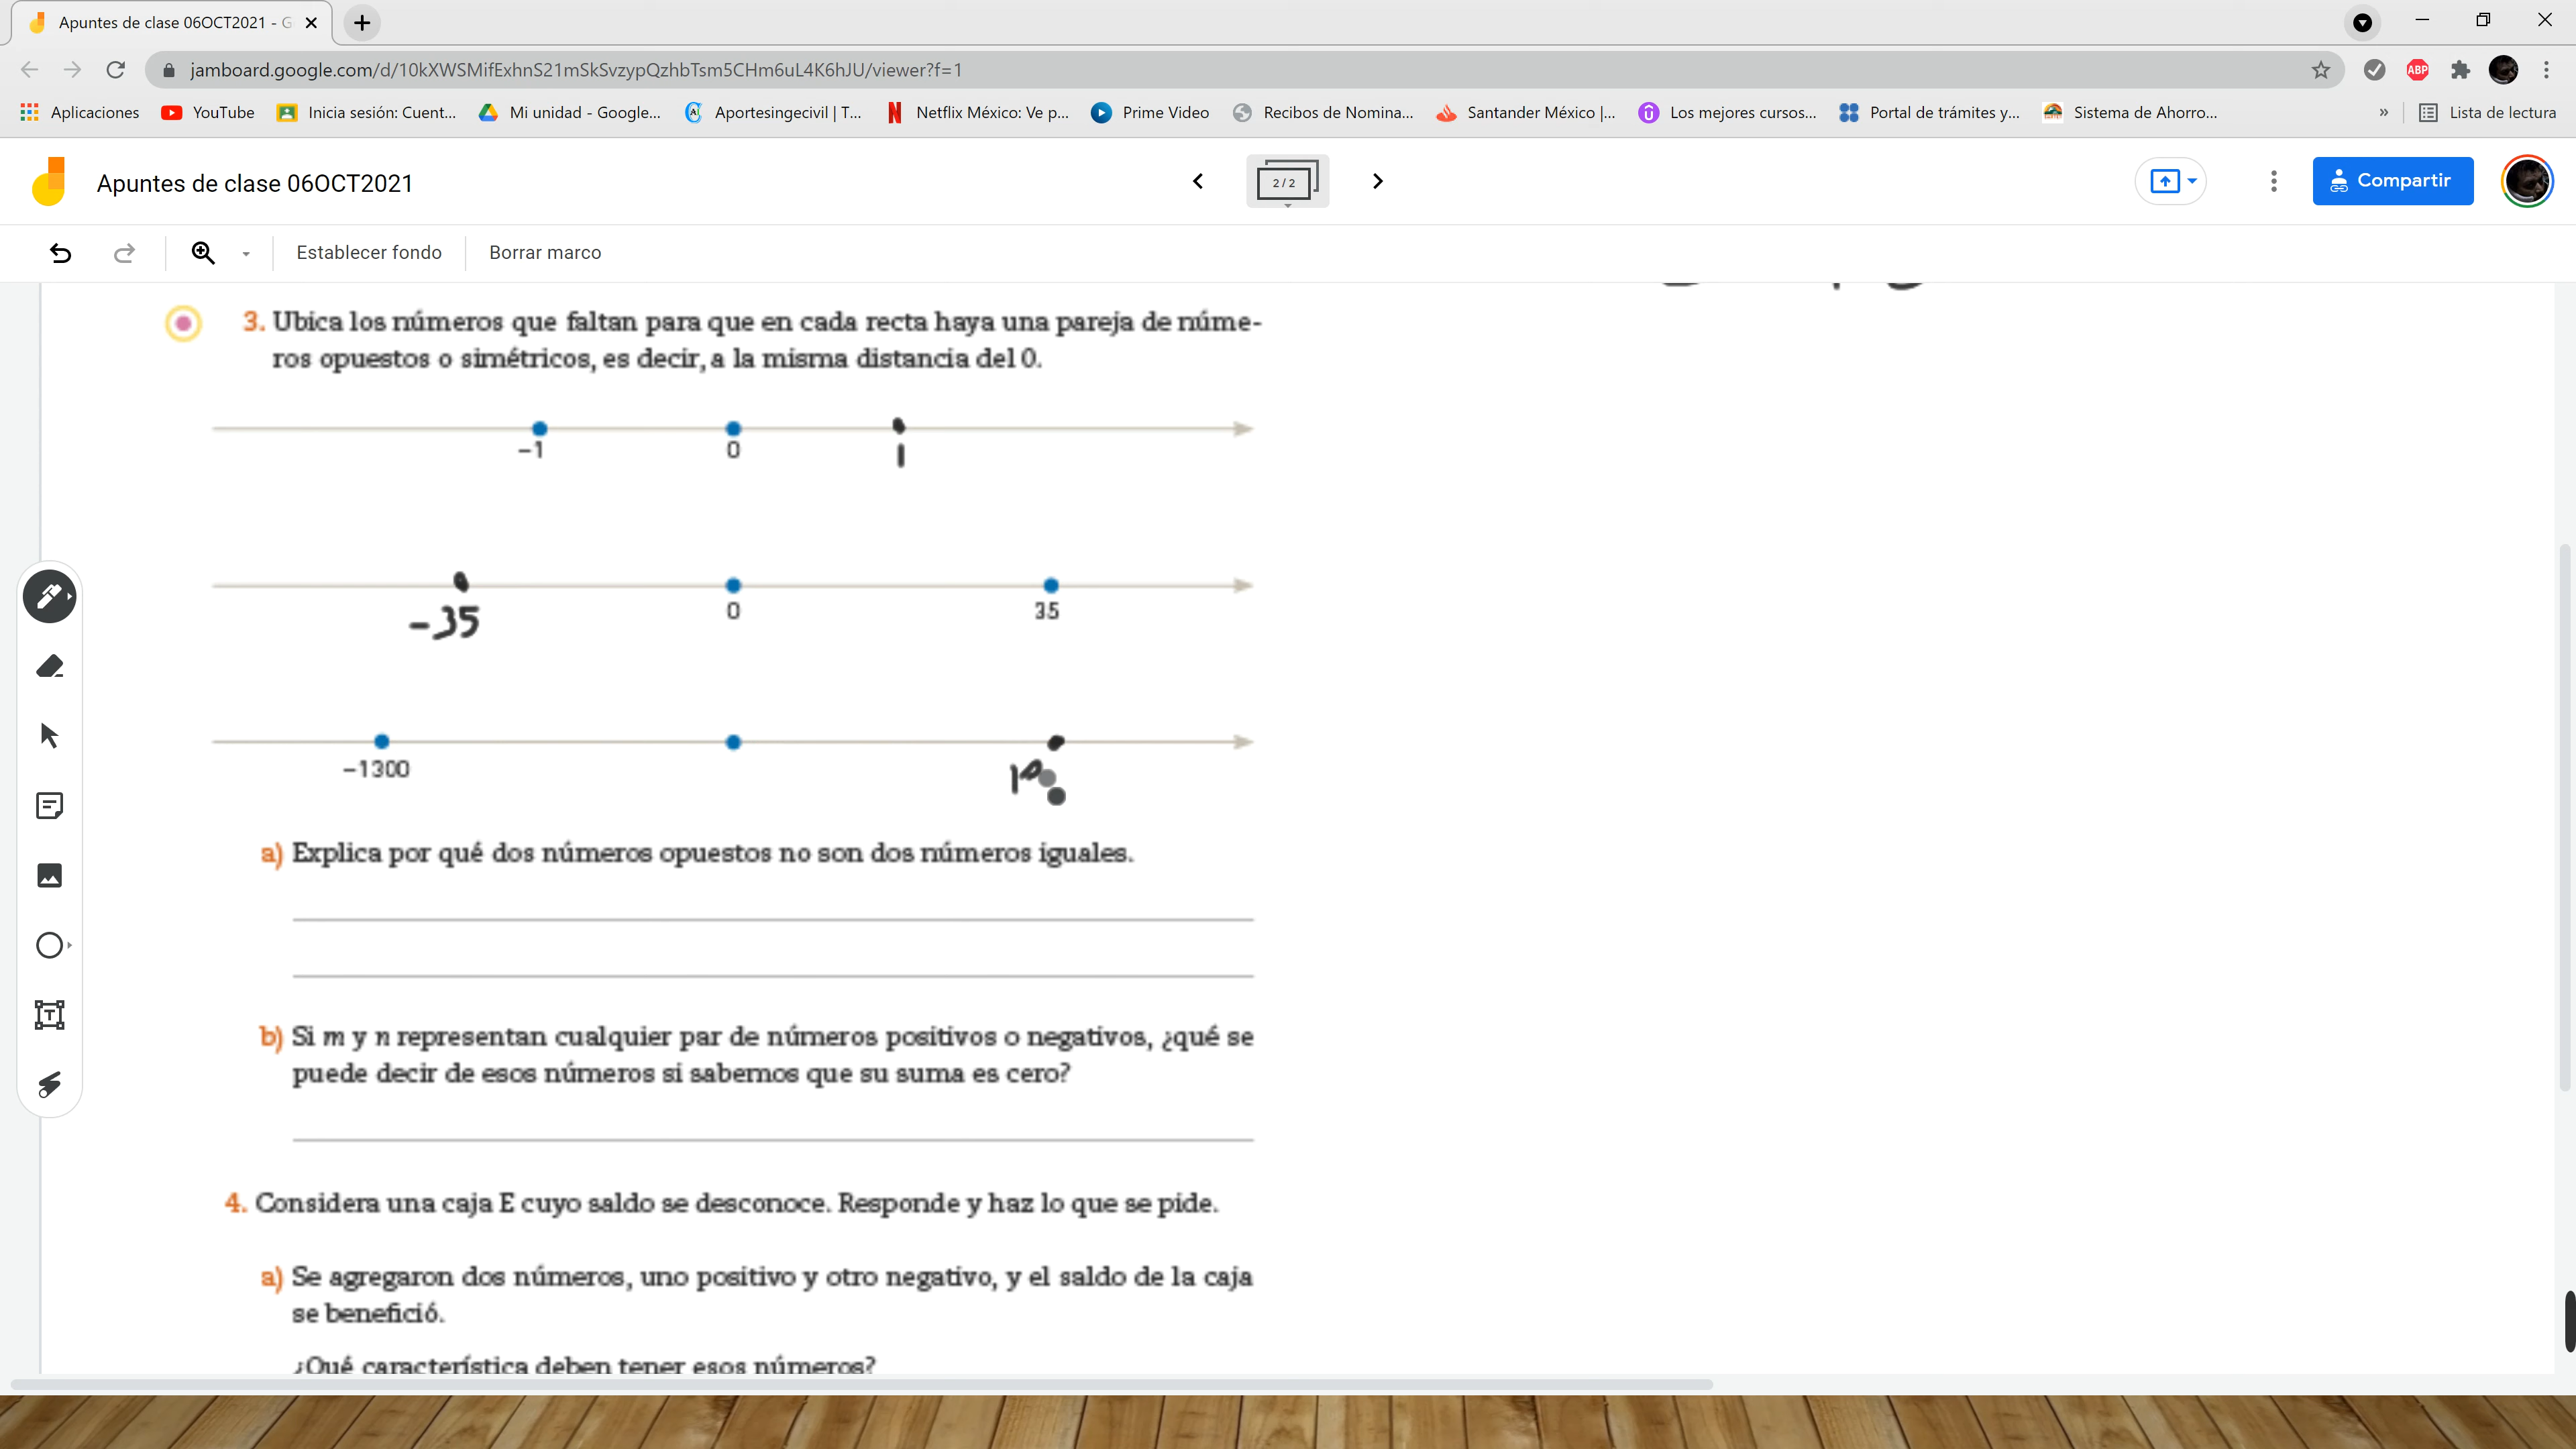 Apuntes de clase 06OCT2021 - G
jamboard.google.com/d/10kXWSMifExhnS21mSkSvzypQzhbTsm5CHm6uL4K6hJU/viewer?f=1
ABP
Aplicaciones YouTube Inicia sesión: Cuent... Mi unidad - Google... Aportesingecivil | T... Netflix México: Ve p... Prime Video Recibos de Nomina... Santander México |... Los mejores cursos... Portal de trámites y... Sistema de Ahorro... » Lista de lectura
Apuntes de clase 06OCT2021
2 / 2
Compartir
Establecer fondo Borrar marco
3. Ubica los números que faltan para que en cada recta haya una pareja de núme-
ros opuestos o simétricos, es decir, a la misma distancia del 0.
−1 0 1
-35 0 35
−1300
a) Explica por qué dos números opuestos no son dos números iguales.
b) Si m y n representan cualquier par de números positivos o negativos, ¿qué se
puede decir de esos números si sabemos que su suma es cero?
4. Considera una caja E cuyo saldo se desconoce. Responde y haz lo que se pide.
a) Se agregaron dos números, uno positivo y otro negativo, y el saldo de la caja
se benefició.
¿Qué característica deben tener esos números?